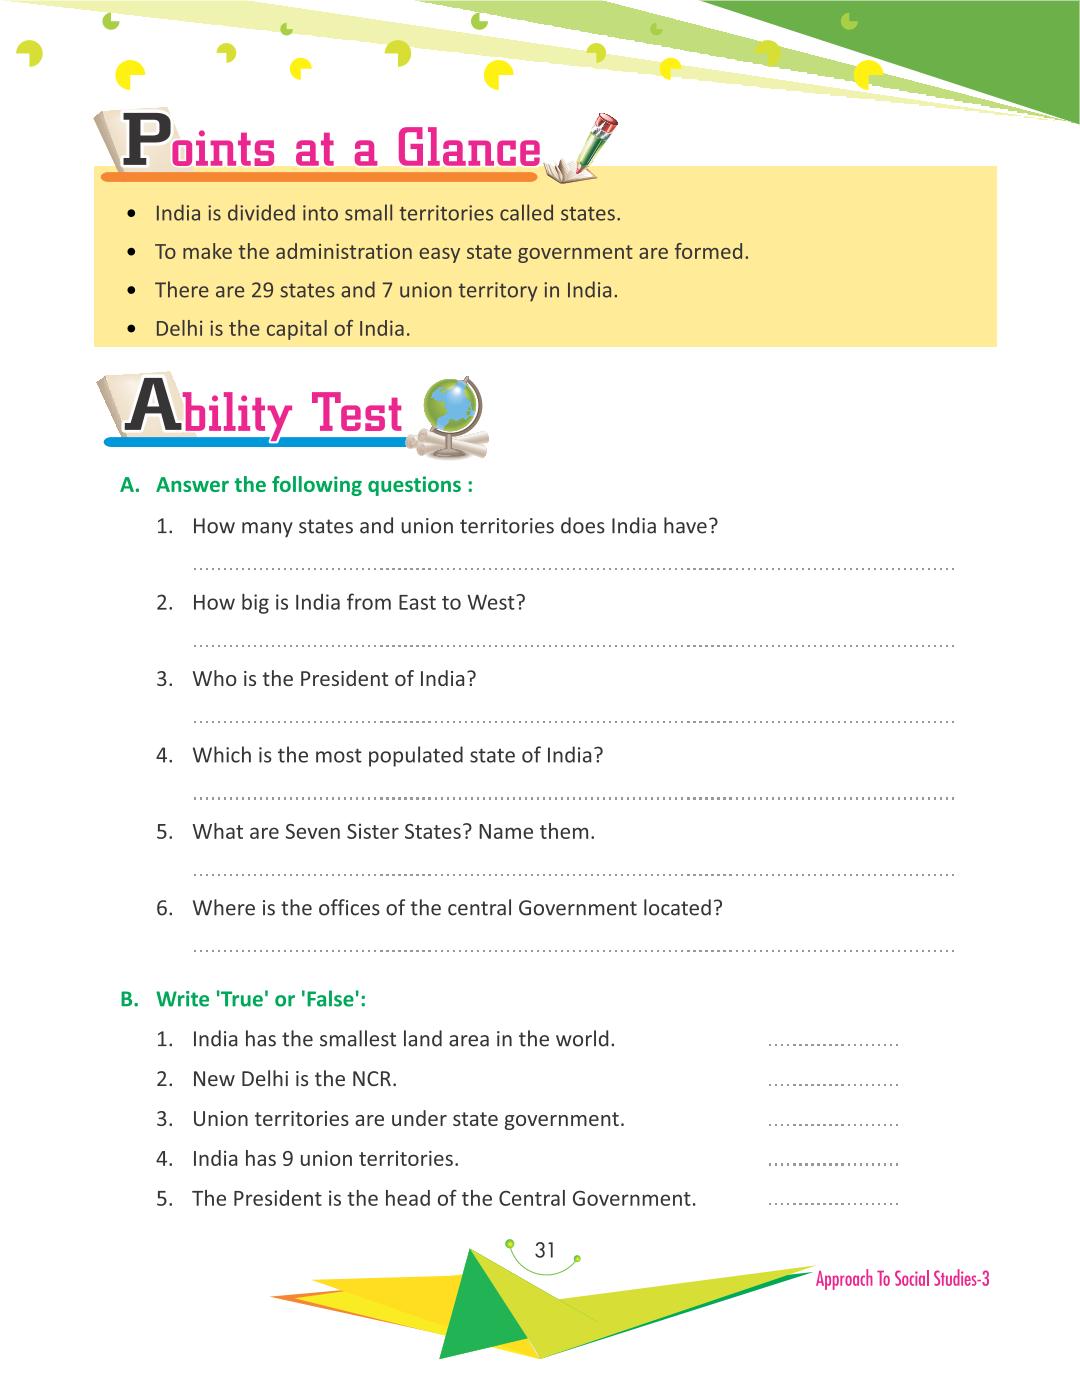 Points at a Glance
• India is divided into small territories called states.
• To make the administration easy state government are formed.
• There are 29 states and 7 union territory in India.
• Delhi is the capital of India.
Ability Test
A. Answer the following questions :
1. How many states and union territories does India have?
2. How big is India from East to West?
3. Who is the President of India?
4. Which is the most populated state of India?
5. What are Seven Sister States? Name them.
6. Where is the offices of the central Government located?
B. Write 'True' or 'False':
1. India has the smallest land area in the world.
2. New Delhi is the NCR.
3. Union territories are under state government.
4. India has 9 union territories.
5. The President is the head of the Central Government.
31
Approach To Social Studies-3